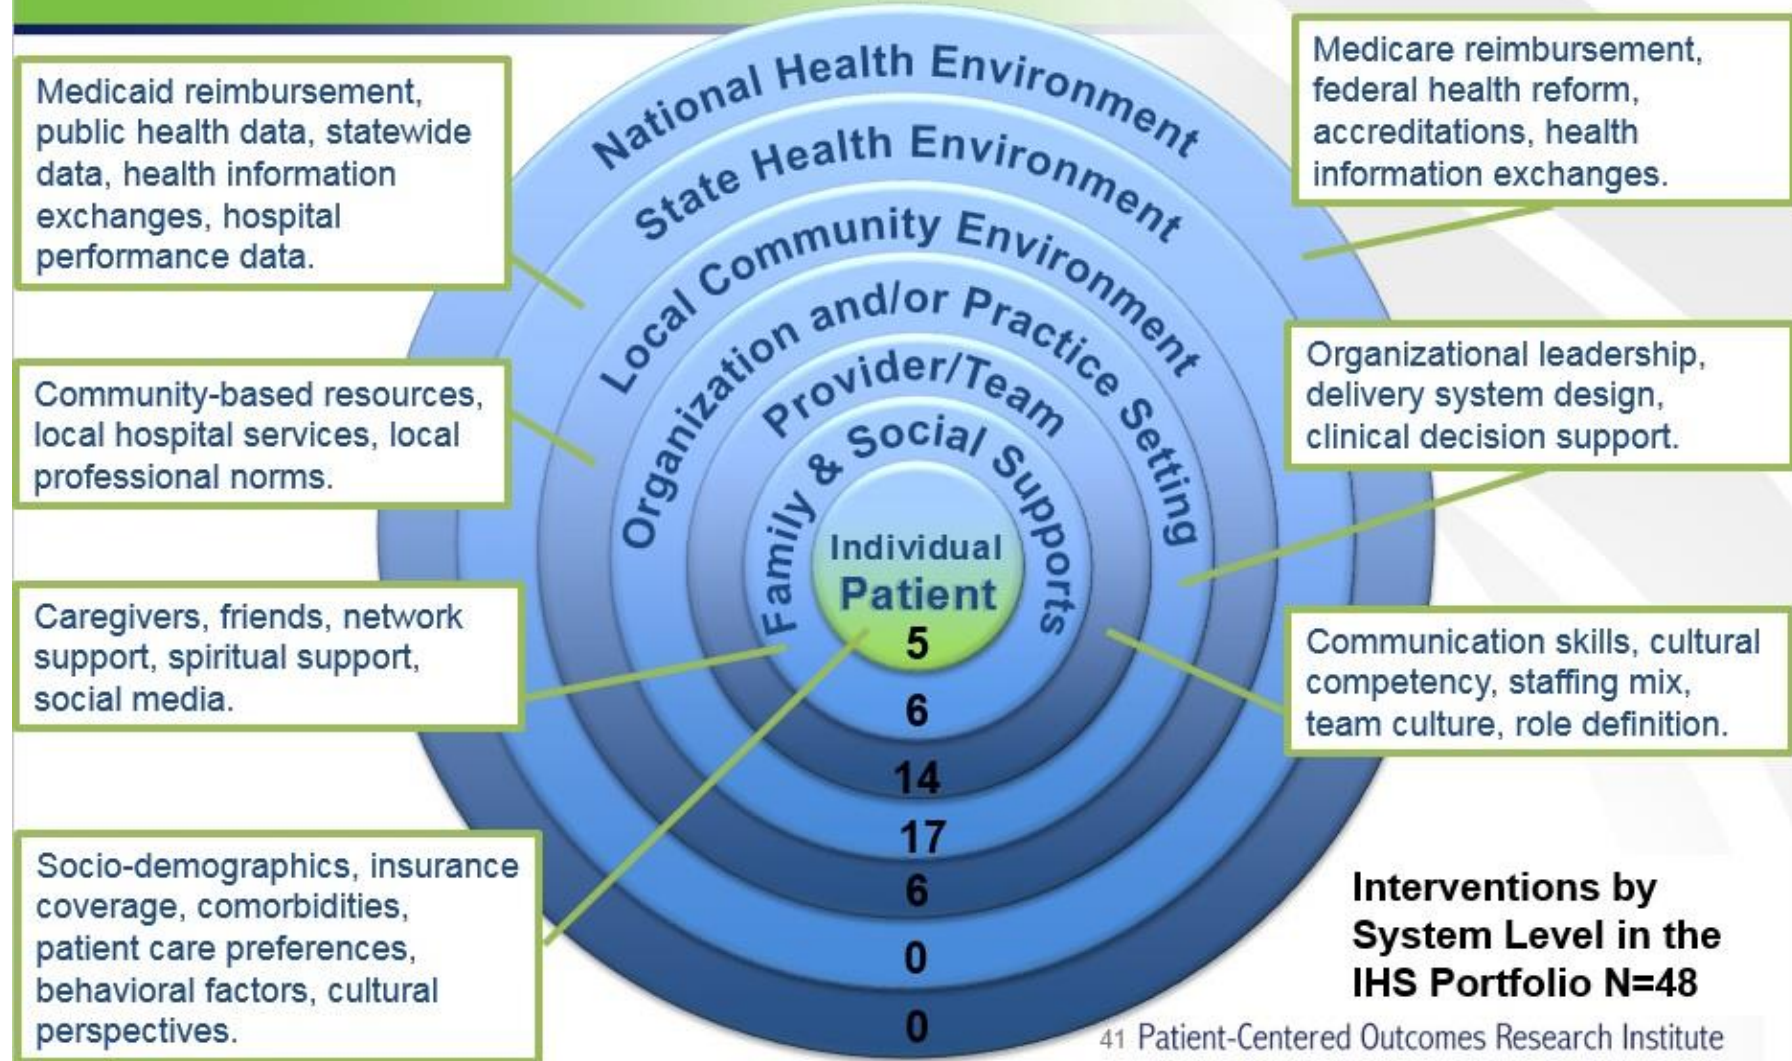 National Health Environment
State Health Environment
Local Community Environment
Organization and/or Practice Setting
Provider/Team
Family & Social Supports
Individual
Patient
5
6
14
17
6
0
0
Medicaid reimbursement,
public health data, statewide
data, health information
exchanges, hospital
performance data.
Community-based resources,
local hospital services, local
professional norms.
Caregivers, friends, network
support, spiritual support,
social media.
Socio-demographics, insurance
coverage, comorbidities,
patient care preferences,
behavioral factors, cultural
perspectives.
Medicare reimbursement,
federal health reform,
accreditations, health
information exchanges.
Organizational leadership,
delivery system design,
clinical decision support.
Communication skills, cultural
competency, staffing mix,
team culture, role definition.
Interventions by
System Level in the
IHS Portfolio N=48
41 Patient-Centered Outcomes Research Institute